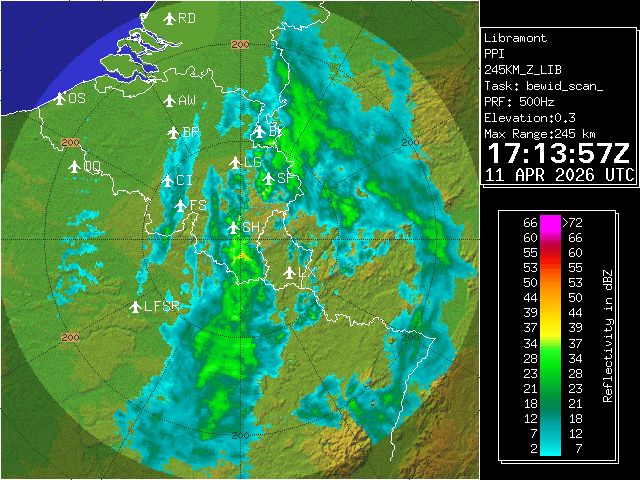 RD
200
OS
AW
BR
BK
200
200
LG
QQ
CI
SP
FS
SH
LX
LFSR
200
200
200
Libramont
PPI
245KM_Z_LIB
Task: bewid_scan_
PRF: 500Hz
Elevation:0.3
Max Range:245 km
17:13:57Z
11 APR 2026 UTC
66 >72
60 66
55 60
53 55
50 53
44 50
39 44
37 39
34 37
28 34
23 28
21 23
18 21
12 18
7 12
2 7
Reflectivity in dBZ